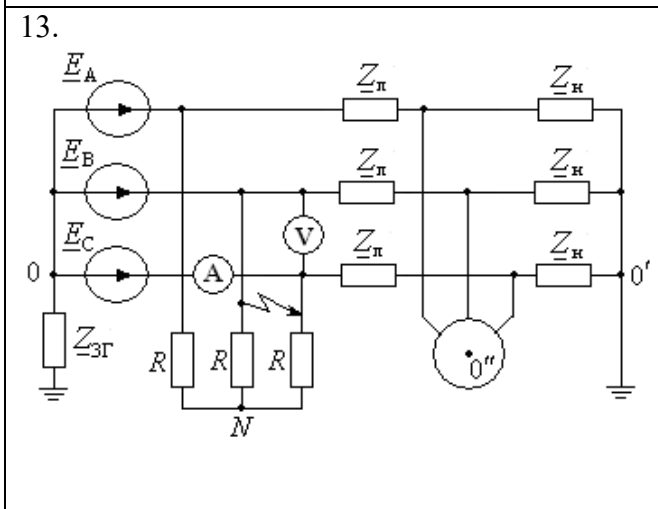 13.
E_A Z_л Z_н
E_B Z_л Z_н
V
E_C Z_л Z_н
0 A 0'
Z_ЗГ R R R 0"
N